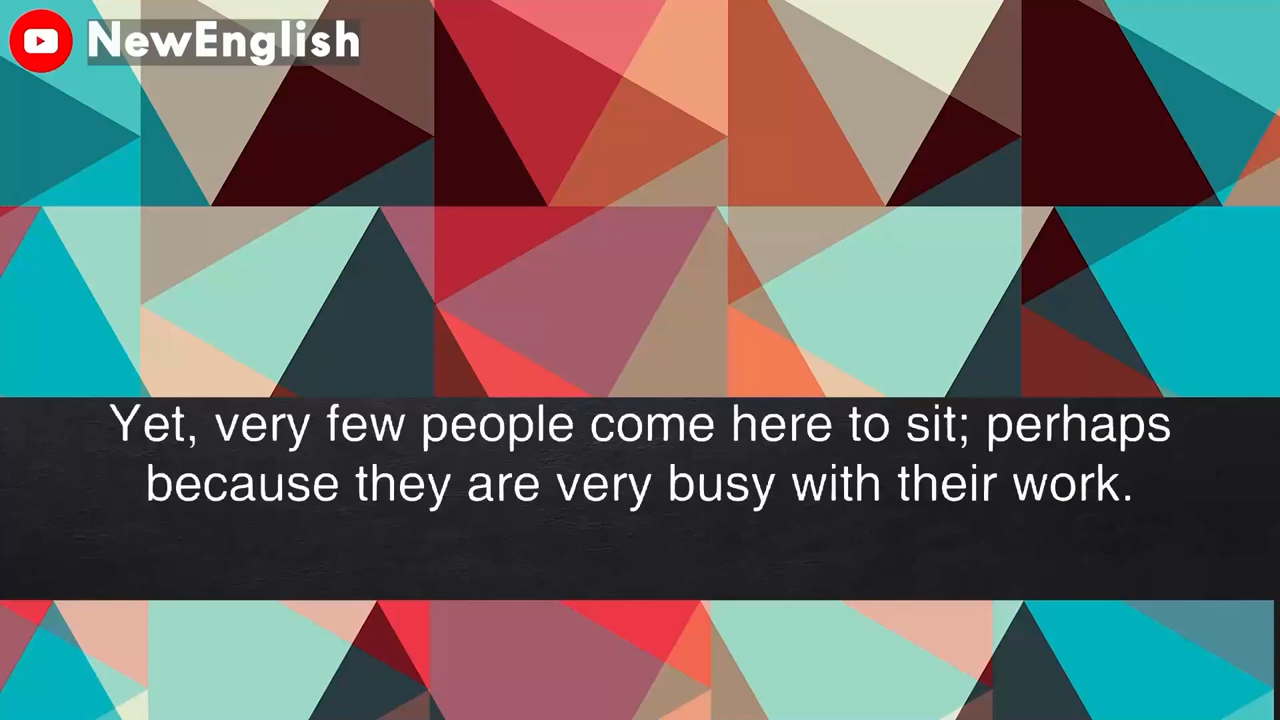 NewEnglish
Yet, very few people come here to sit; perhaps
because they are very busy with their work.